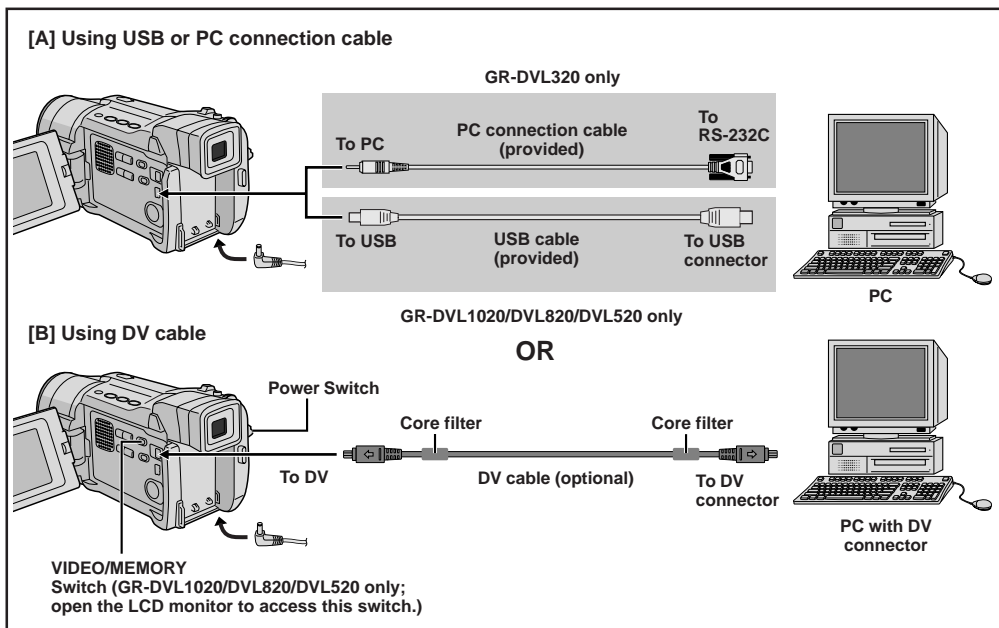 [A] Using USB or PC connection cable
GR-DVL320 only
To PC
PC connection cable
(provided)
To
RS-232C
To USB
USB cable
(provided)
To USB
connector
PC
GR-DVL1020/DVL820/DVL520 only
[B] Using DV cable
OR
Power Switch
Core filter
Core filter
To DV
DV cable (optional)
To DV
connector
PC with DV
connector
VIDEO/MEMORY
Switch (GR-DVL1020/DVL820/DVL520 only;
open the LCD monitor to access this switch.)